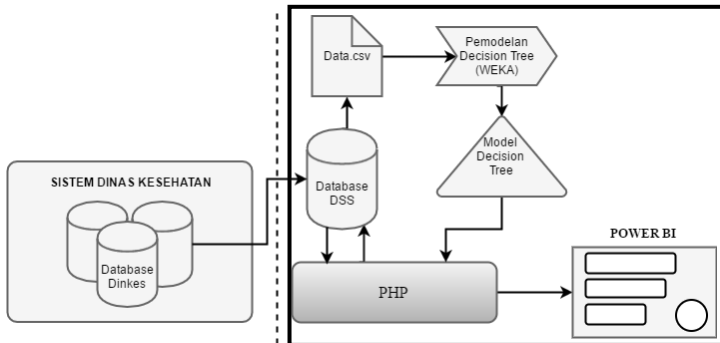 Data.csv
Pemodelan
Decision Tree
(WEKA)
Model
Decision
Tree
Database
DSS
SISTEM DINAS KESEHATAN
Database
Dinkes
PHP
POWER BI